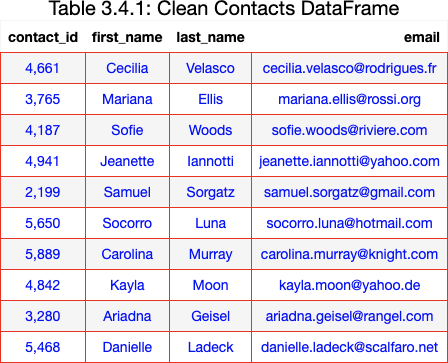 Table 3.4.1: Clean Contacts DataFrame
contact_id first_name last_name email
4,661 Cecilia Velasco cecilia.velasco@rodrigues.fr
3,765 Mariana Ellis mariana.ellis@rossi.org
4,187 Sofie Woods sofie.woods@riviere.com
4,941 Jeanette Iannotti jeanette.iannotti@yahoo.com
2,199 Samuel Sorgatz samuel.sorgatz@gmail.com
5,650 Socorro Luna socorro.luna@hotmail.com
5,889 Carolina Murray carolina.murray@knight.com
4,842 Kayla Moon kayla.moon@yahoo.de
3,280 Ariadna Geisel ariadna.geisel@rangel.com
5,468 Danielle Ladeck danielle.ladeck@scalfaro.net